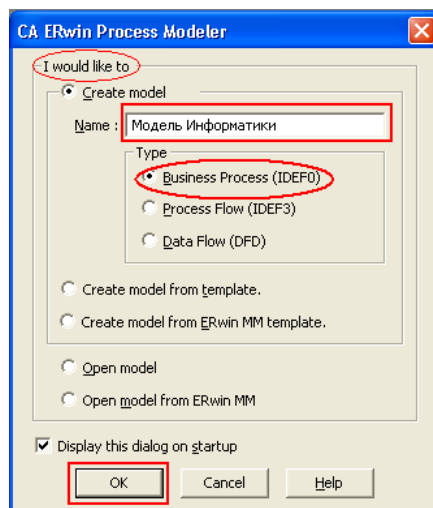 CA ERwin Process Modeler
I would like to
Create model
Name : Модель Информатики
Type
Business Process (IDEF0)
Process Flow (IDEF3)
Data Flow (DFD)
Create model from template.
Create model from ERwin MM template.
Open model
Open model from ERwin MM
Display this dialog on startup
OK Cancel Help